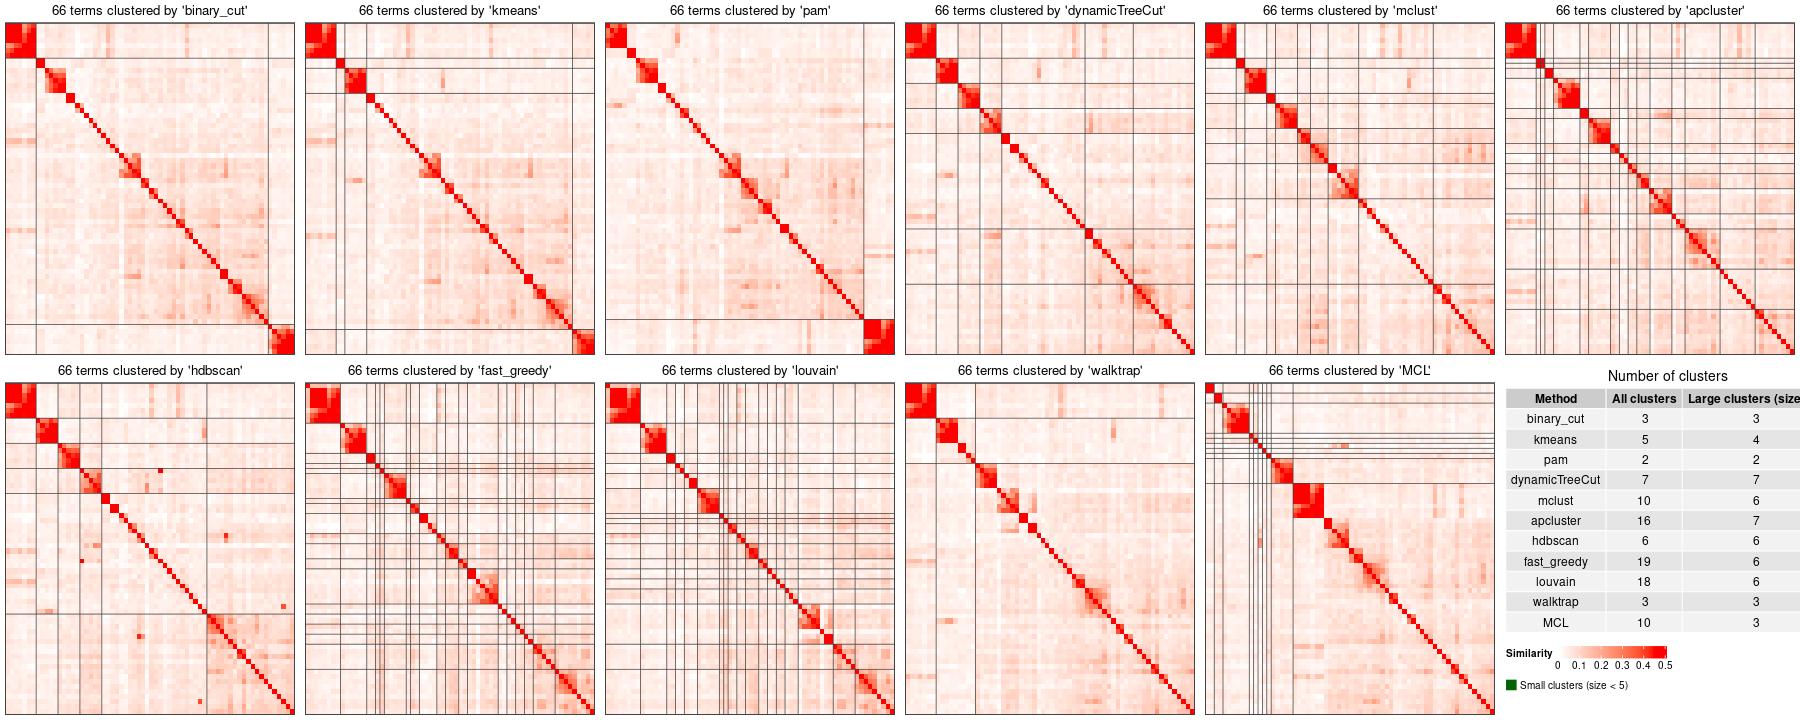 66 terms clustered by 'binary_cut'
66 terms clustered by 'kmeans'
66 terms clustered by 'pam'
66 terms clustered by 'dynamicTreeCut'
66 terms clustered by 'mclust'
66 terms clustered by 'apcluster'
66 terms clustered by 'hdbscan'
66 terms clustered by 'fast_greedy'
66 terms clustered by 'louvain'
66 terms clustered by 'walktrap'
66 terms clustered by 'MCL'
Number of clusters
Method All clusters Large clusters (size
binary_cut 3 3
kmeans 5 4
pam 2 2
dynamicTreeCut 7 7
mclust 10 6
apcluster 16 7
hdbscan 6 6
fast_greedy 19 6
louvain 18 6
walktrap 3 3
MCL 10 3
Similarity
0 0.1 0.2 0.3 0.4 0.5
Small clusters (size < 5)